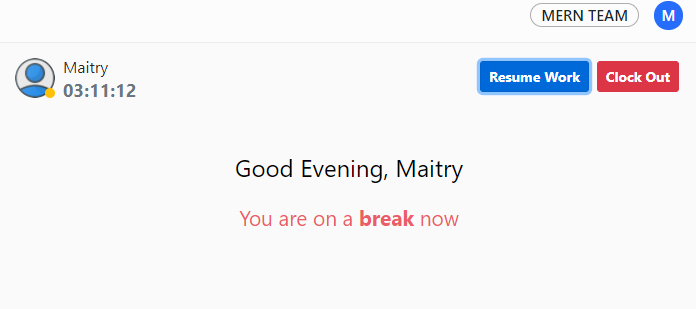 MERN TEAM M
Maitry
03:11:12
Resume Work Clock Out
Good Evening, Maitry
You are on a break now